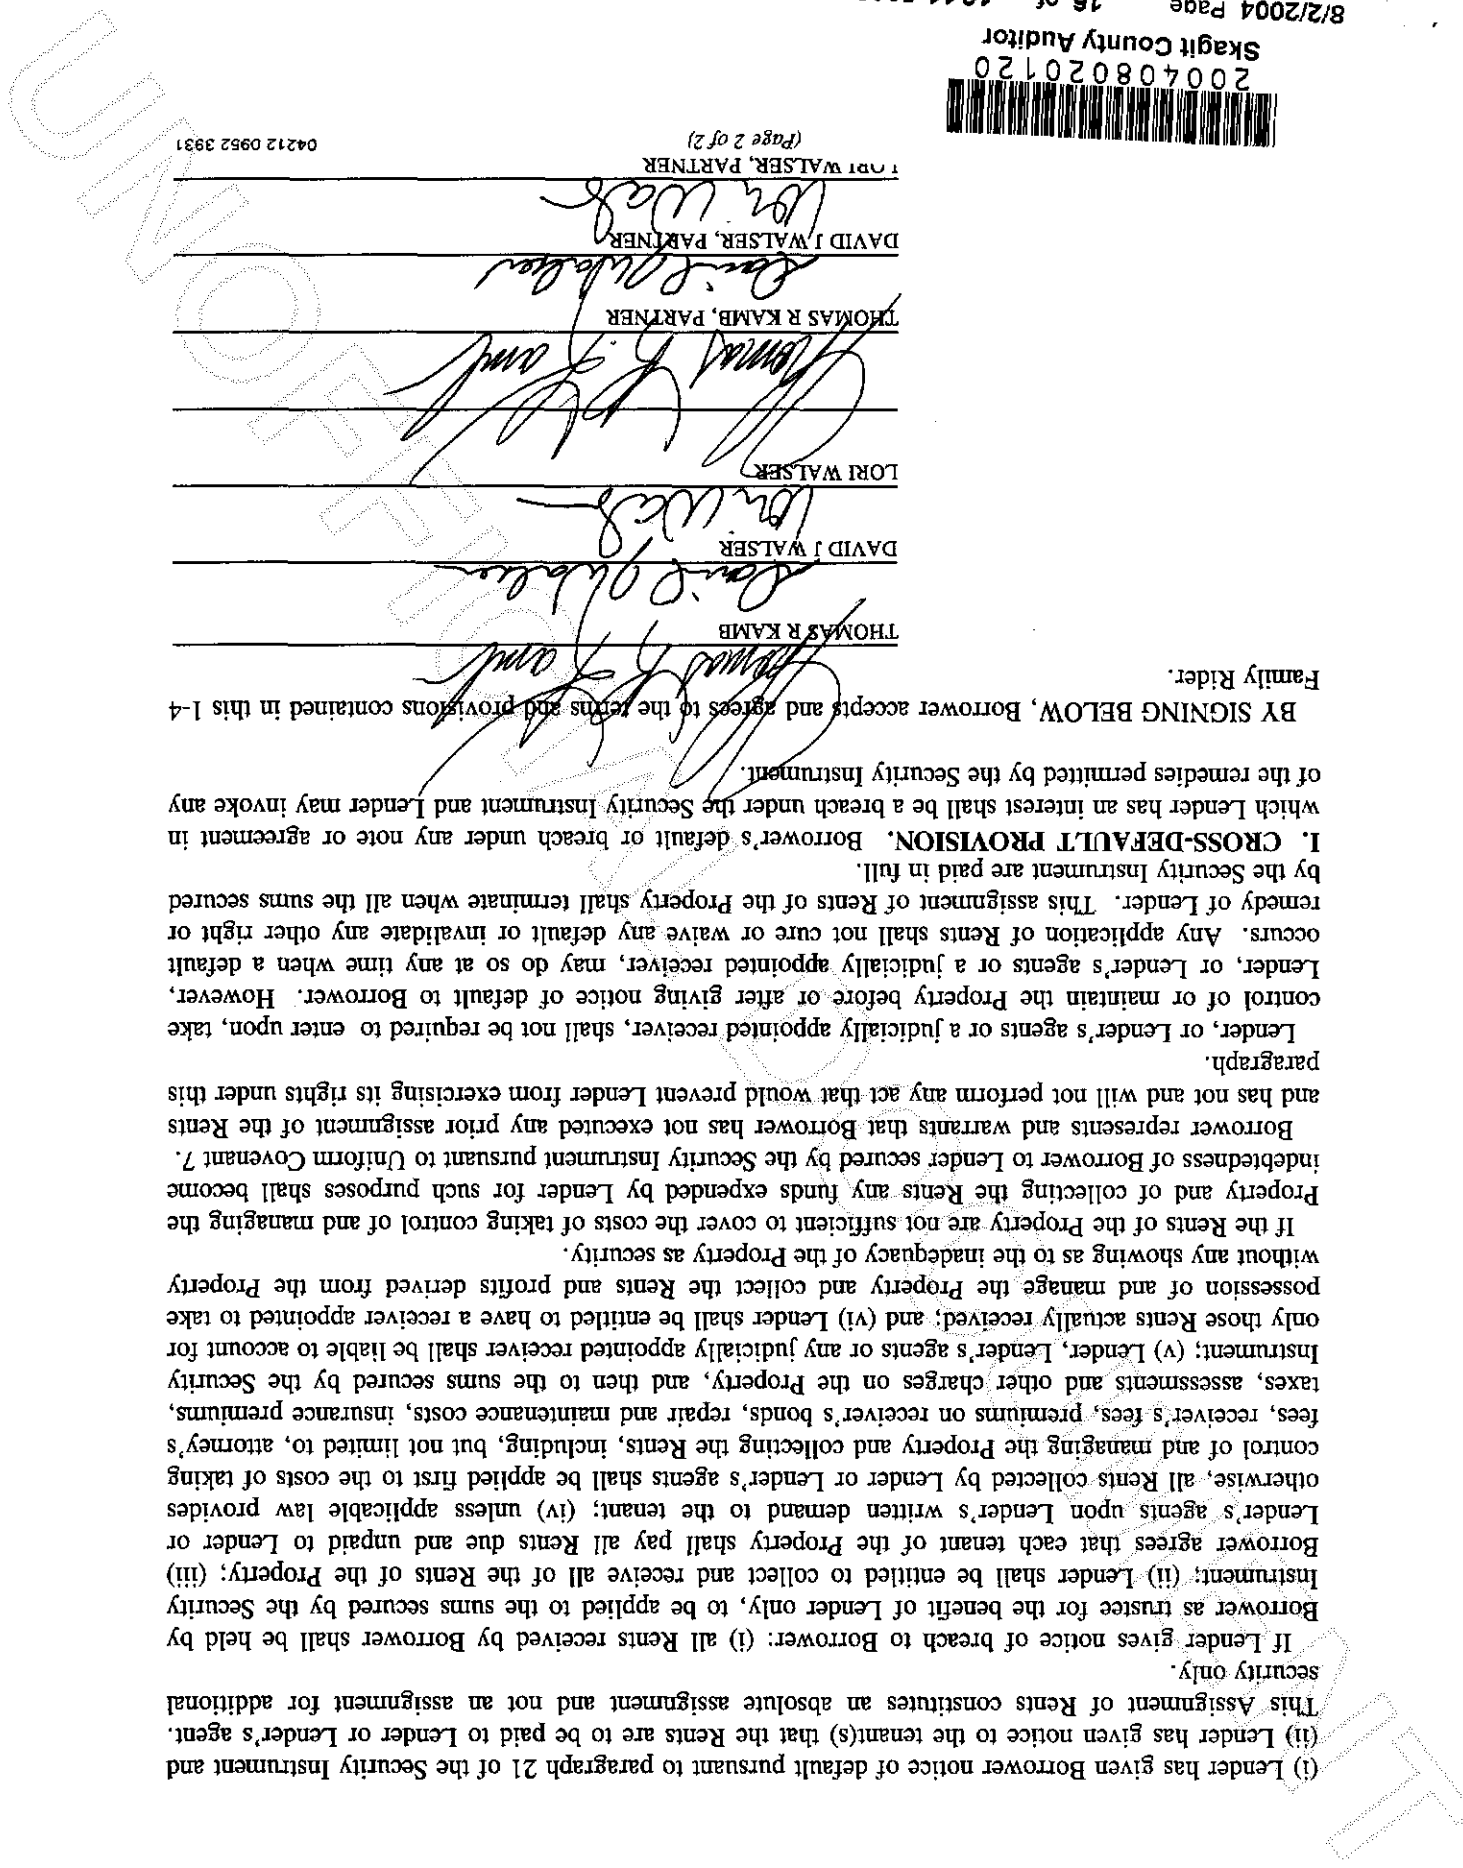 (i) Lender has given Borrower notice of default pursuant to paragraph 21 of the Security Instrument and
(ii) Lender has given notice to the tenant(s) that the Rents are to be paid to Lender or Lender's agent.
This Assignment of Rents constitutes an absolute assignment and not an assignment for additional
security only.
If Lender gives notice of breach to Borrower: (i) all Rents received by Borrower shall be held by
Borrower as trustee for the benefit of Lender only, to be applied to the sums secured by the Security
Instrument; (ii) Lender shall be entitled to collect and receive all of the Rents of the Property; (iii)
Borrower agrees that each tenant of the Property shall pay all Rents due and unpaid to Lender or
Lender's agents upon Lender's written demand to the tenant; (iv) unless applicable law provides
otherwise, all Rents collected by Lender or Lender's agents shall be applied first to the costs of taking
control of and managing the Property and collecting the Rents, including, but not limited to, attorney's
fees, receiver's fees, premiums on receiver's bonds, repair and maintenance costs, insurance premiums,
taxes, assessments and other charges on the Property, and then to the sums secured by the Security
Instrument; (v) Lender, Lender's agents or any judicially appointed receiver shall be liable to account for
only those Rents actually received; and (vi) Lender shall be entitled to have a receiver appointed to take
possession of and manage the Property and collect the Rents and profits derived from the Property
without any showing as to the inadequacy of the Property as security.
If the Rents of the Property are not sufficient to cover the costs of taking control of and managing the
Property and of collecting the Rents any funds expended by Lender for such purposes shall become
indebtedness of Borrower to Lender secured by the Security Instrument pursuant to Uniform Covenant 7.
Borrower represents and warrants that Borrower has not executed any prior assignment of the Rents
and has not and will not perform any act that would prevent Lender from exercising its rights under this
paragraph.
Lender, or Lender's agents or a judicially appointed receiver, shall not be required to enter upon, take
control of or maintain the Property before or after giving notice of default to Borrower. However,
Lender, or Lender's agents or a judicially appointed receiver, may do so at any time when a default
occurs. Any application of Rents shall not cure or waive any default or invalidate any other right or
remedy of Lender. This assignment of Rents of the Property shall terminate when all the sums secured
by the Security Instrument are paid in full.
I. CROSS-DEFAULT PROVISION. Borrower's default or breach under any note or agreement in
which Lender has an interest shall be a breach under the Security Instrument and Lender may invoke any
of the remedies permitted by the Security Instrument.
BY SIGNING BELOW, Borrower accepts and agrees to the terms and provisions contained in this 1-4
Family Rider.
Thomas R. Kamb
THOMAS R KAMB
David J Walser
DAVID J WALSER
Lori Walser
LORI WALSER
Thomas R. Kamb
THOMAS R KAMB, PARTNER
David J Walser
DAVID J WALSER, PARTNER
Lori Walser
LORI WALSER, PARTNER
(Page 2 of 2)
04212 0952 3931
200408020120
Skagit County Auditor
8/2/2004 Page 15 of
UNOFFICIAL DOCUMENT